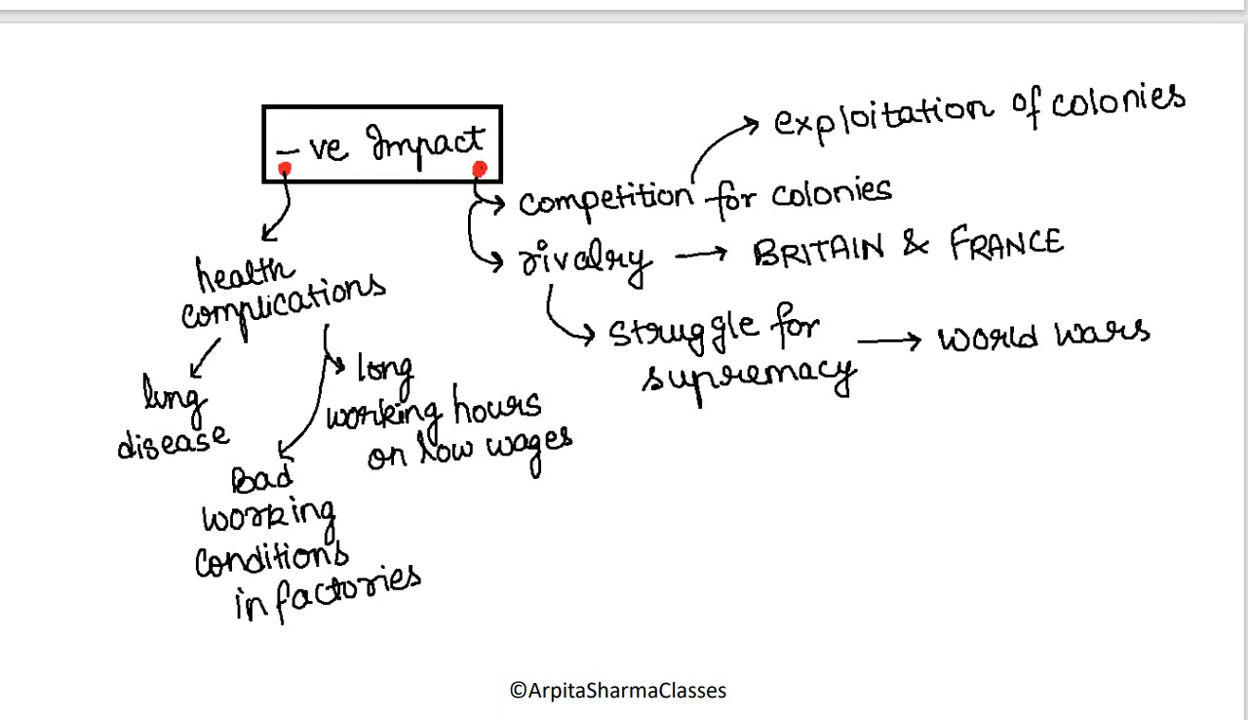 -ve Impact
exploitation of colonies
competition for colonies
rivalry → BRITAIN & FRANCE
struggle for
supremacy → world wars
health
complications
lung
disease
long
working hours
on low wages
Bad
working
conditions
in factories
©ArpitaSharmaClasses